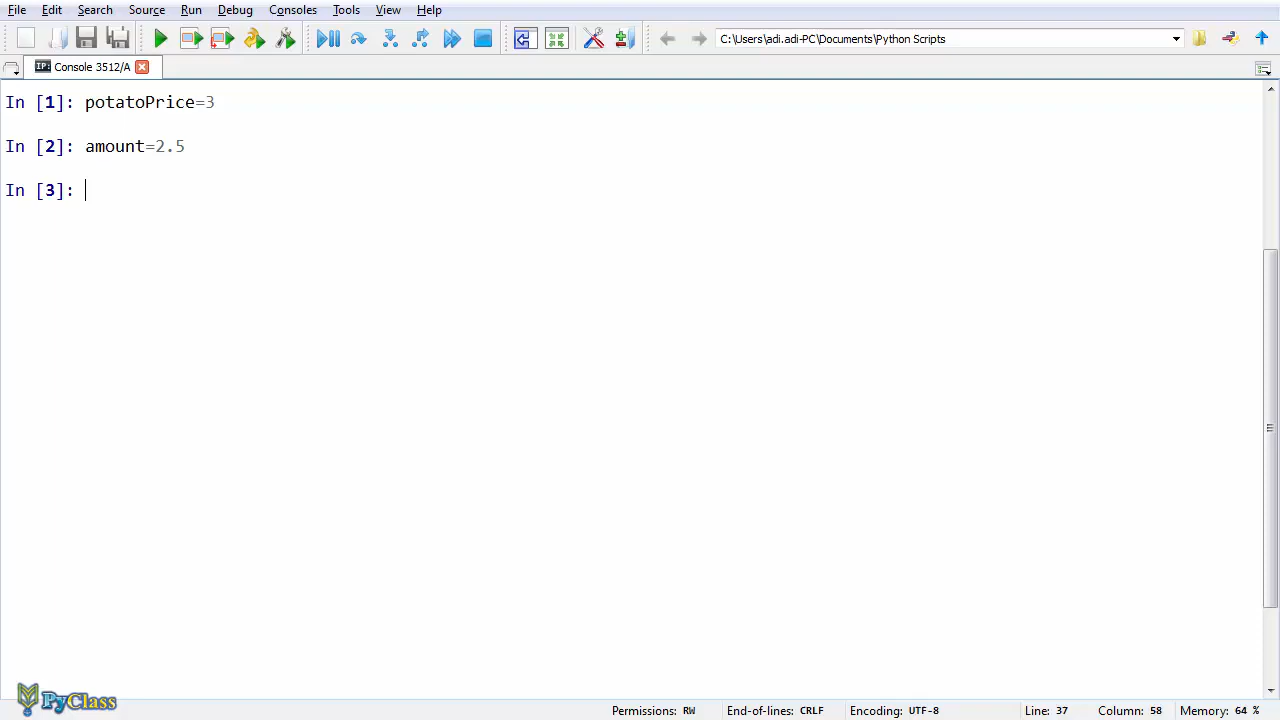 File Edit Search Source Run Debug Consoles Tools View Help
C:\Users\adi.adi-PC\Documents\Python Scripts
IP: Console 3512/A
In [1]: potatoPrice=3
In [2]: amount=2.5
In [3]:
PyClass
Permissions: RW End-of-lines: CRLF Encoding: UTF-8 Line: 37 Column: 58 Memory: 64 %